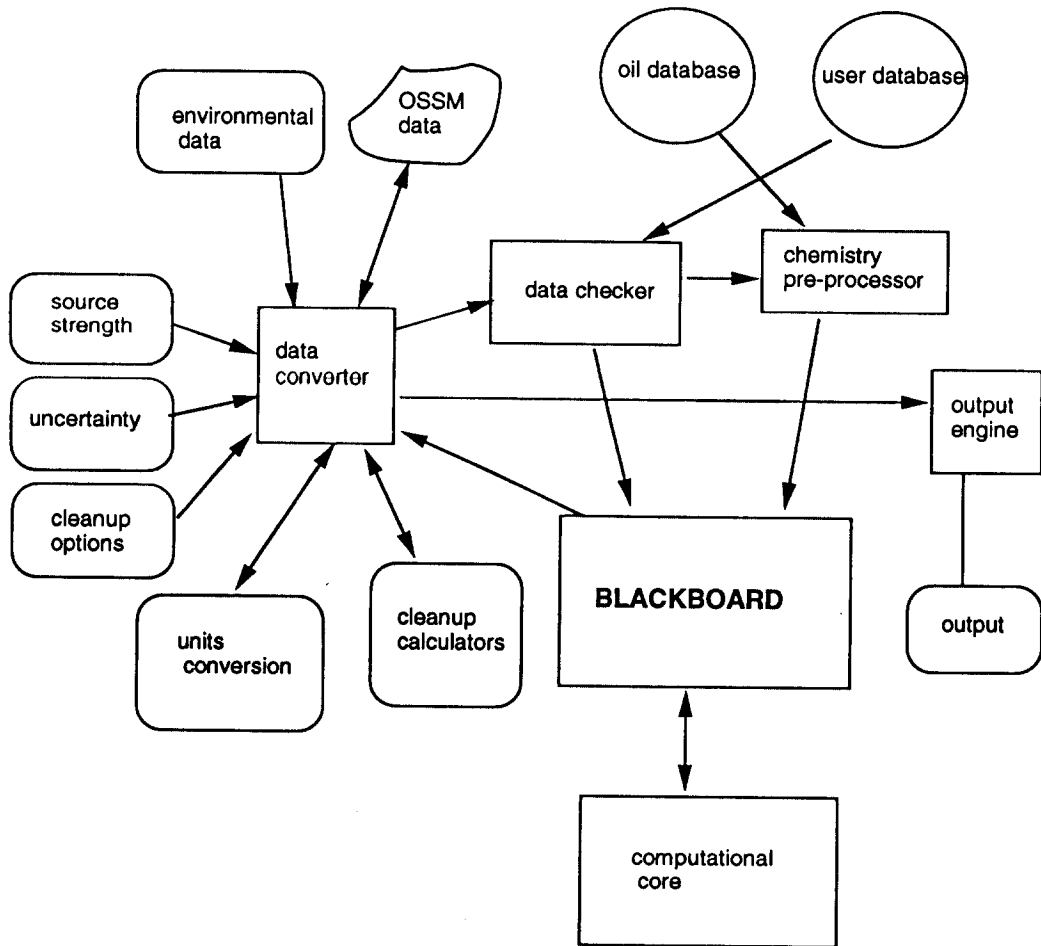 oil database
user database
environmental
data
OSSM
data
source
strength
data
converter
data checker
chemistry
pre-processor
uncertainty
output
engine
cleanup
options
units
conversion
cleanup
calculators
BLACKBOARD
output
computational
core